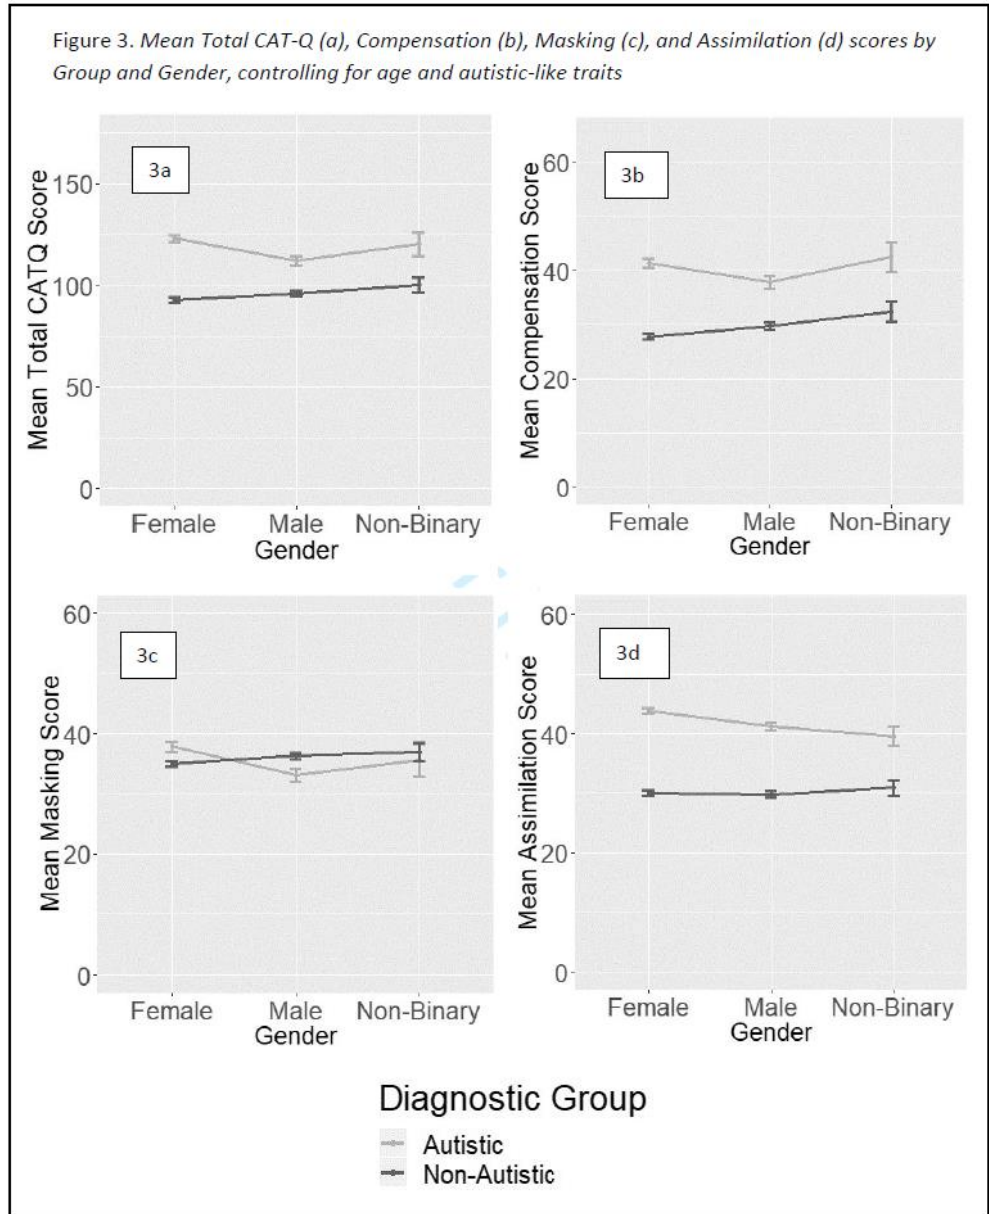 Figure 3. Mean Total CAT-Q (a), Compensation (b), Masking (c), and Assimilation (d) scores by
Group and Gender, controlling for age and autistic-like traits
3a
Mean Total CATQ Score
150
100
50
0
Female Male Non-Binary
Gender
3b
Mean Compensation Score
60
40
20
0
Female Male Non-Binary
Gender
3c
Mean Masking Score
60
40
20
0
Female Male Non-Binary
Gender
3d
Mean Assimilation Score
60
40
20
0
Female Male Non-Binary
Gender
Diagnostic Group
Autistic
Non-Autistic